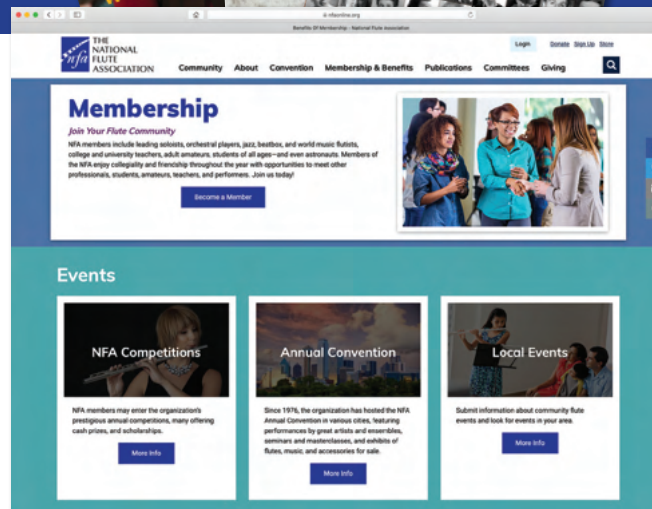 nfaonline.org
Benefits Of Membership - National Flute Association
nfa
THE
NATIONAL
FLUTE
ASSOCIATION
Login
Donate Sign Up Store
Community About Convention Membership & Benefits Publications Committees Giving
Membership
Join Your Flute Community
NFA members include leading soloists, orchestral players, jazz, beatbox, and world music flutists,
college and university teachers, adult amateurs, students of all ages—and even astronauts. Members of
the NFA enjoy collegiality and friendship throughout the year with opportunities to meet other
professionals, students, amateurs, teachers, and performers. Join us today!
Become a Member
Events
NFA Competitions
NFA members may enter the organization's
prestigious annual competitions, many offering
cash prizes, and scholarships.
More Info
Annual Convention
Since 1976, the organization has hosted the NFA
Annual Convention in various cities, featuring
performances by great artists and ensembles,
seminars and masterclasses, and exhibits of
flutes, music, and accessories for sale.
More Info
Local Events
Submit information about community flute
events and look for events in your area.
More Info